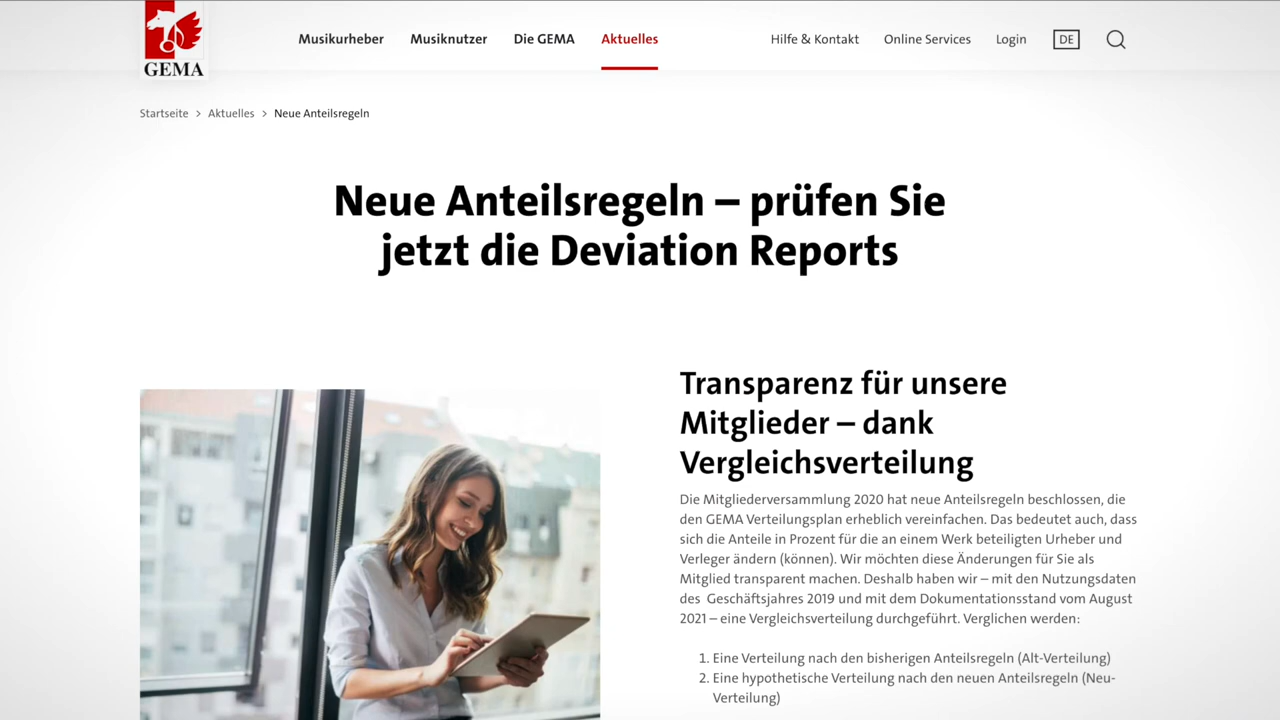 GEMA
Musikurheber Musiknutzer Die GEMA Aktuelles Hilfe & Kontakt Online Services Login DE
Startseite > Aktuelles > Neue Anteilsregeln
Neue Anteilsregeln – prüfen Sie
jetzt die Deviation Reports
Transparenz für unsere
Mitglieder – dank
Vergleichsverteilung
Die Mitgliederversammlung 2020 hat neue Anteilsregeln beschlossen, die
den GEMA Verteilungsplan erheblich vereinfachen. Das bedeutet auch, dass
sich die Anteile in Prozent für die an einem Werk beteiligten Urheber und
Verleger ändern (können). Wir möchten diese Änderungen für Sie als
Mitglied transparent machen. Deshalb haben wir – mit den Nutzungsdaten
des Geschäftsjahres 2019 und mit dem Dokumentationsstand vom August
2021 – eine Vergleichsverteilung durchgeführt. Verglichen werden:
1. Eine Verteilung nach den bisherigen Anteilsregeln (Alt-Verteilung)
2. Eine hypothetische Verteilung nach den neuen Anteilsregeln (Neu-
Verteilung)